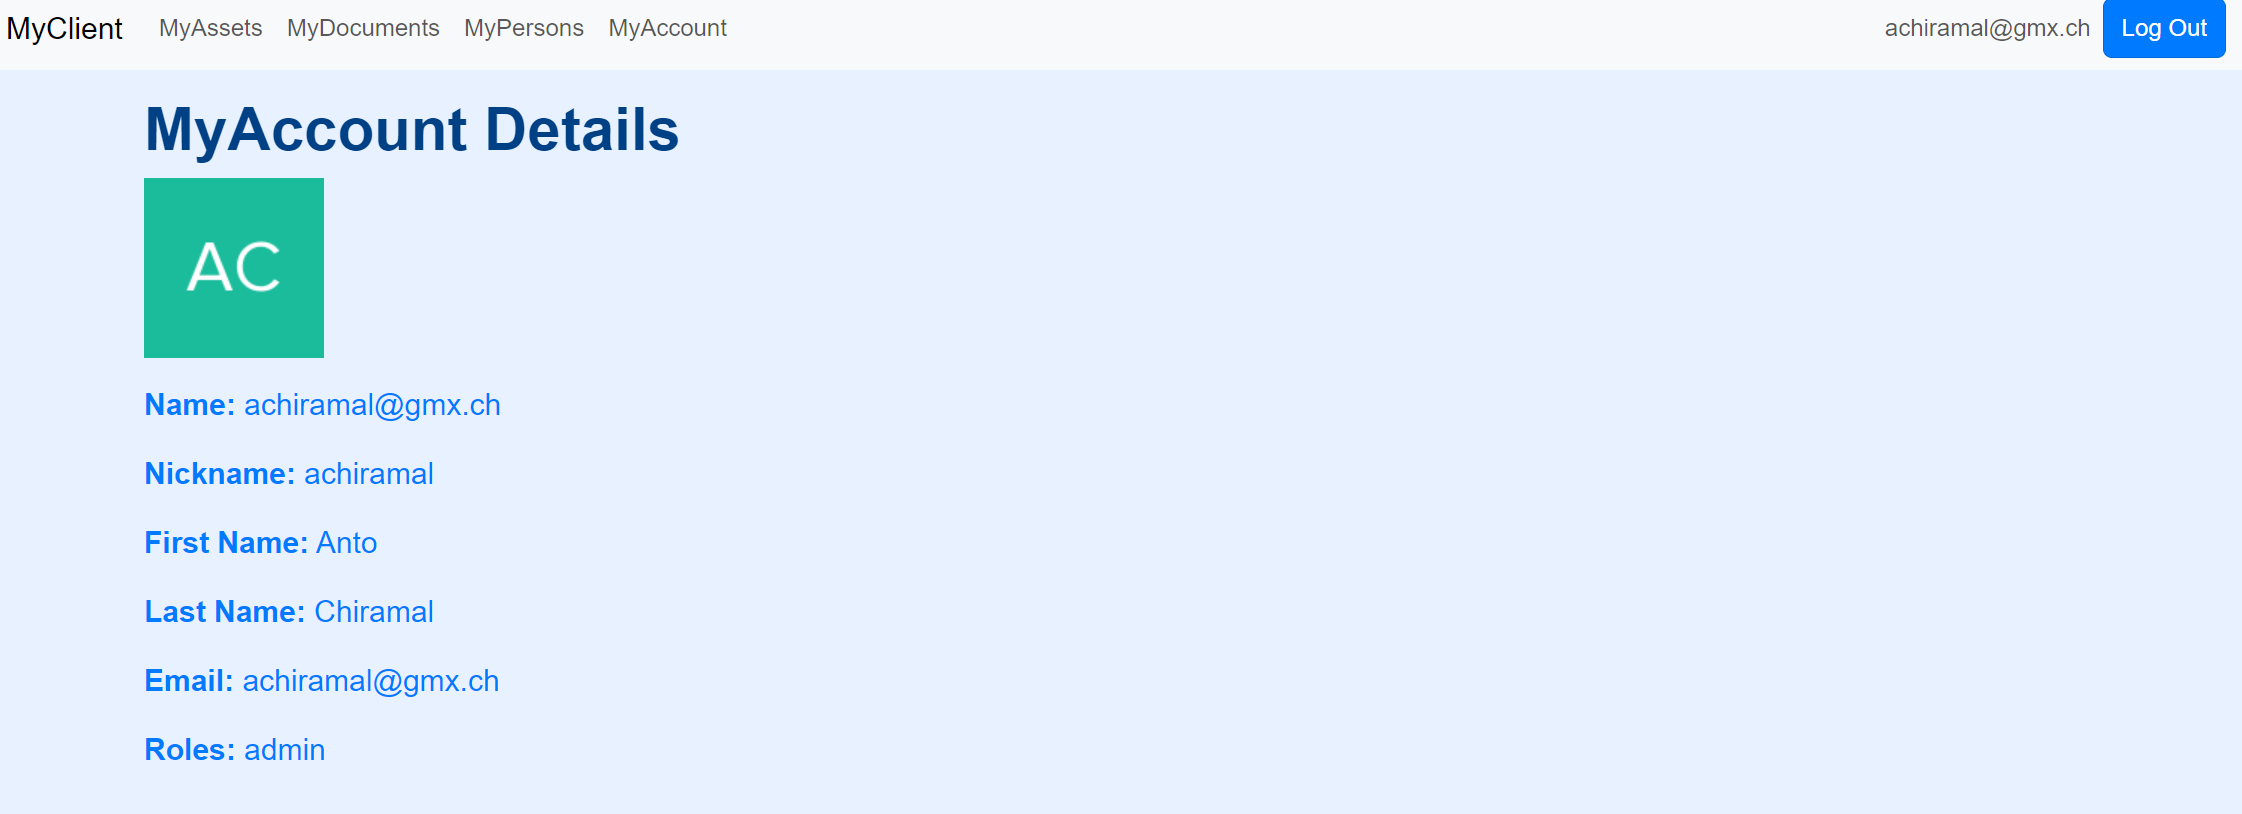 MyClient MyAssets MyDocuments MyPersons MyAccount achiramal@gmx.ch Log Out
MyAccount Details
AC
Name: achiramal@gmx.ch
Nickname: achiramal
First Name: Anto
Last Name: Chiramal
Email: achiramal@gmx.ch
Roles: admin